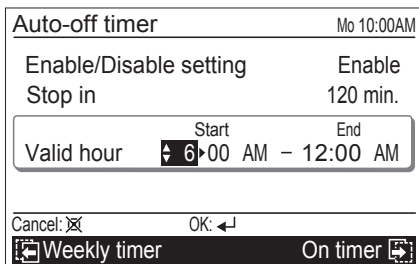 Auto-off timer Mo 10:00AM
Enable/Disable setting Enable
Stop in 120 min.
Start End
Valid hour 6 00 AM – 12:00 AM
Cancel: OK:
Weekly timer On timer